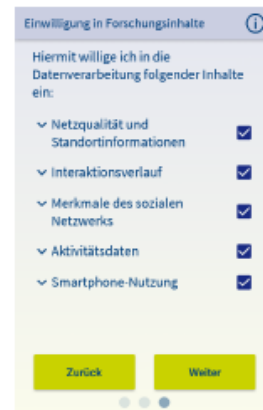 Einwilligung in Forschungsinhalte
Hiermit willige ich in die
Datenverarbeitung folgender Inhalte
ein:
Netzqualität und
Standortinformationen
Interaktionsverlauf
Merkmale des sozialen
Netzwerks
Aktivitätsdaten
Smartphone-Nutzung
Zurück Weiter